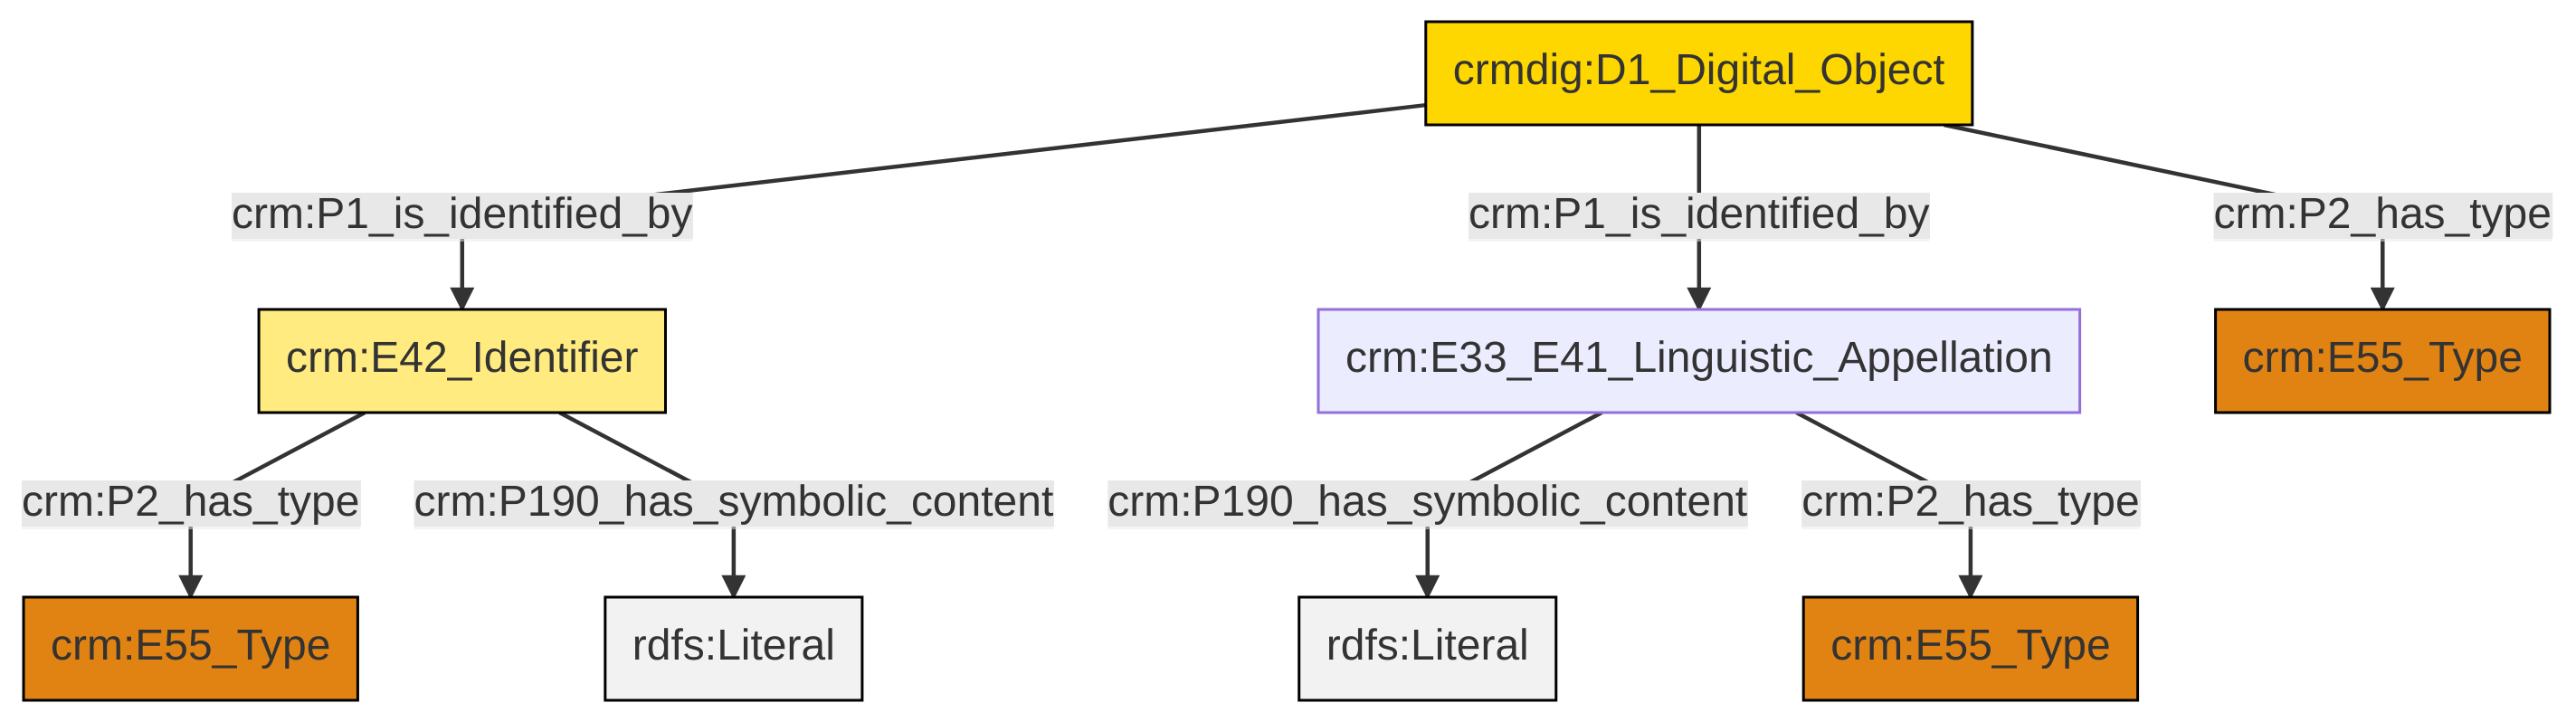 crmdig:D1_Digital_Object
crm:P1_is_identified_by
crm:P1_is_identified_by
crm:P2_has_type
crm:E42_Identifier
crm:E33_E41_Linguistic_Appellation
crm:E55_Type
crm:P2_has_type
crm:P190_has_symbolic_content
crm:P190_has_symbolic_content
crm:P2_has_type
crm:E55_Type
rdfs:Literal
rdfs:Literal
crm:E55_Type